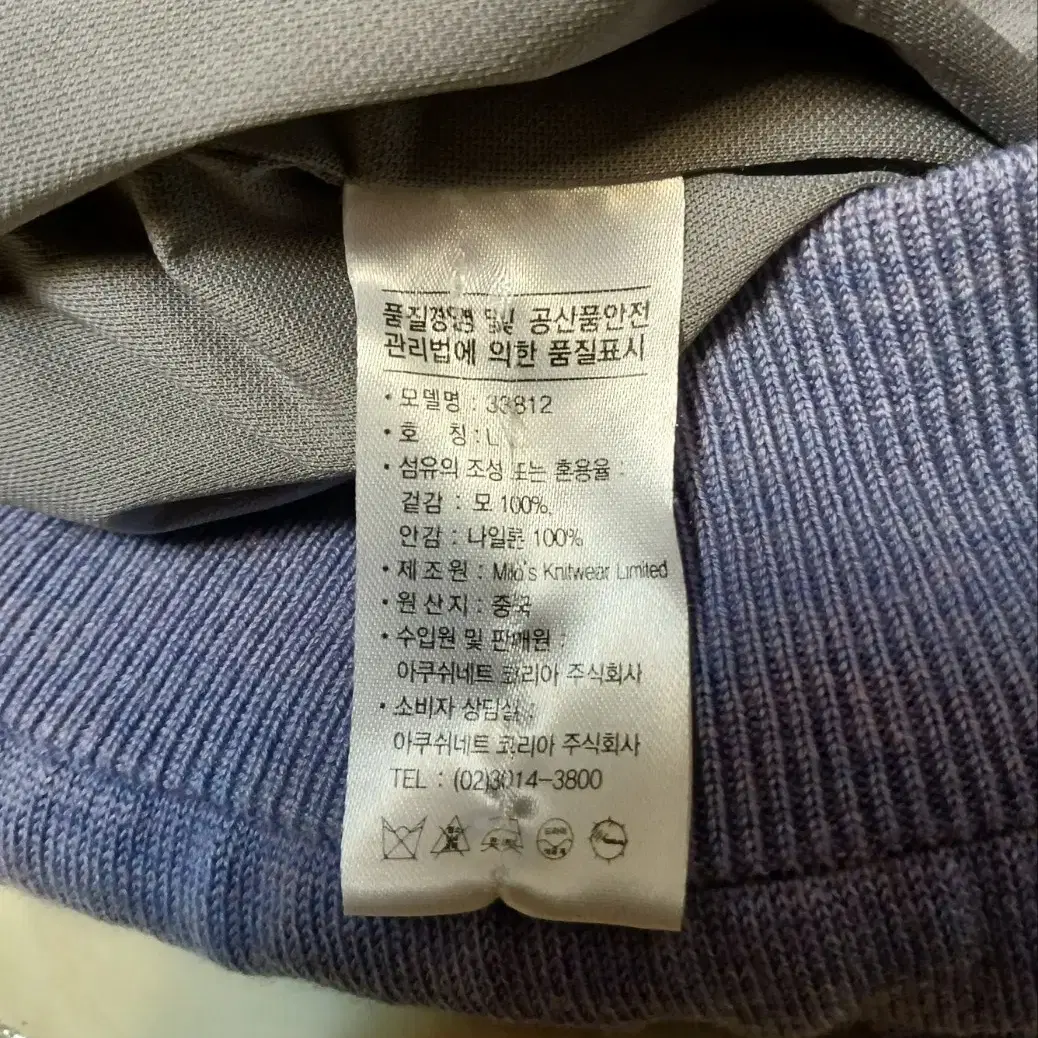 품질경영 및 공산품안전
관리법에 의한 품질표시
• 모델명 : 33812
• 호 칭 : L
• 섬유의 조성 또는 혼용율 :
겉감 : 모 100%
안감 : 나일론 100%
• 제조원 : Milo's Knitwear Limited
• 원산지 : 중국
• 수입원 및 판매원 :
아쿠쉬네트 코리아 주식회사
• 소비자 상담실 :
아쿠쉬네트 코리아 주식회사
TEL : (02)3014-3800